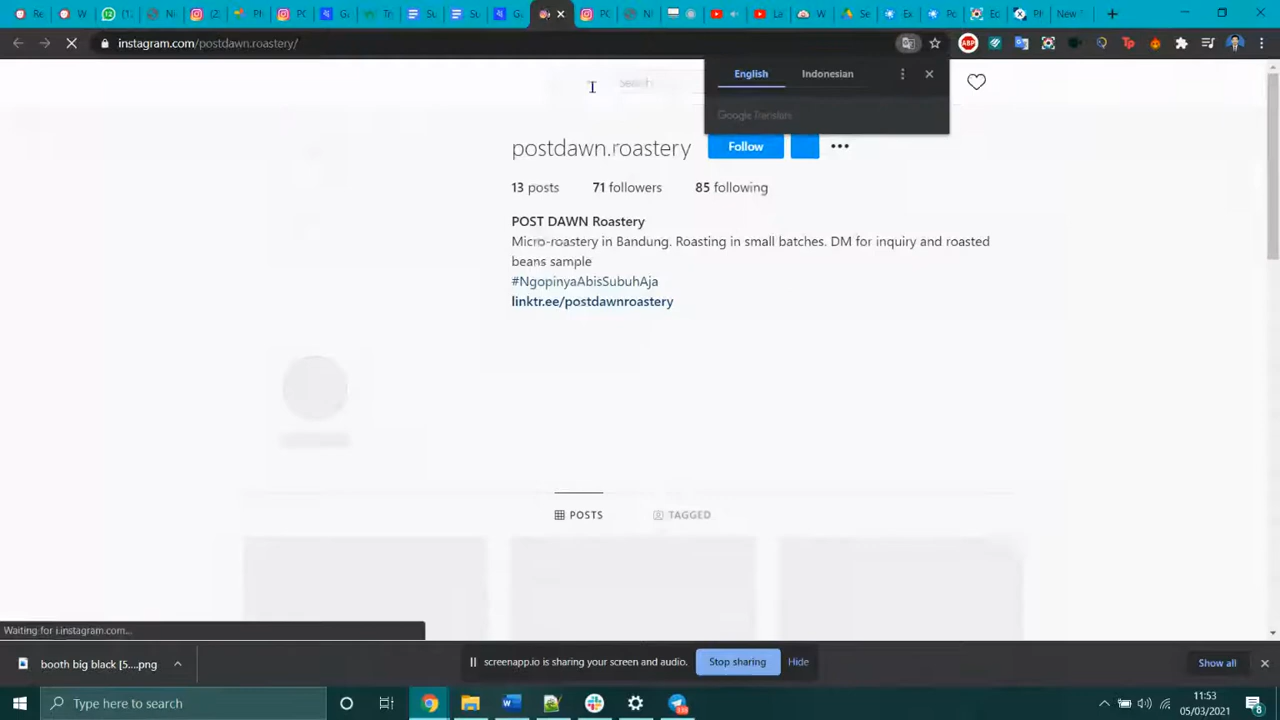 instagram.com/postdawn.roastery/
English Indonesian
Google Translate
Search
postdawn.roastery Follow
13 posts 71 followers 85 following
POST DAWN Roastery
Micro-roastery in Bandung. Roasting in small batches. DM for inquiry and roasted
beans sample
#NgopinyaAbisSubuhAja
linktr.ee/postdawnroastery
POSTS TAGGED
Waiting for i.instagram.com...
booth big black [5....png
screenapp.io is sharing your screen and audio. Stop sharing Hide
Show all
Type here to search
11:53
05/03/2021